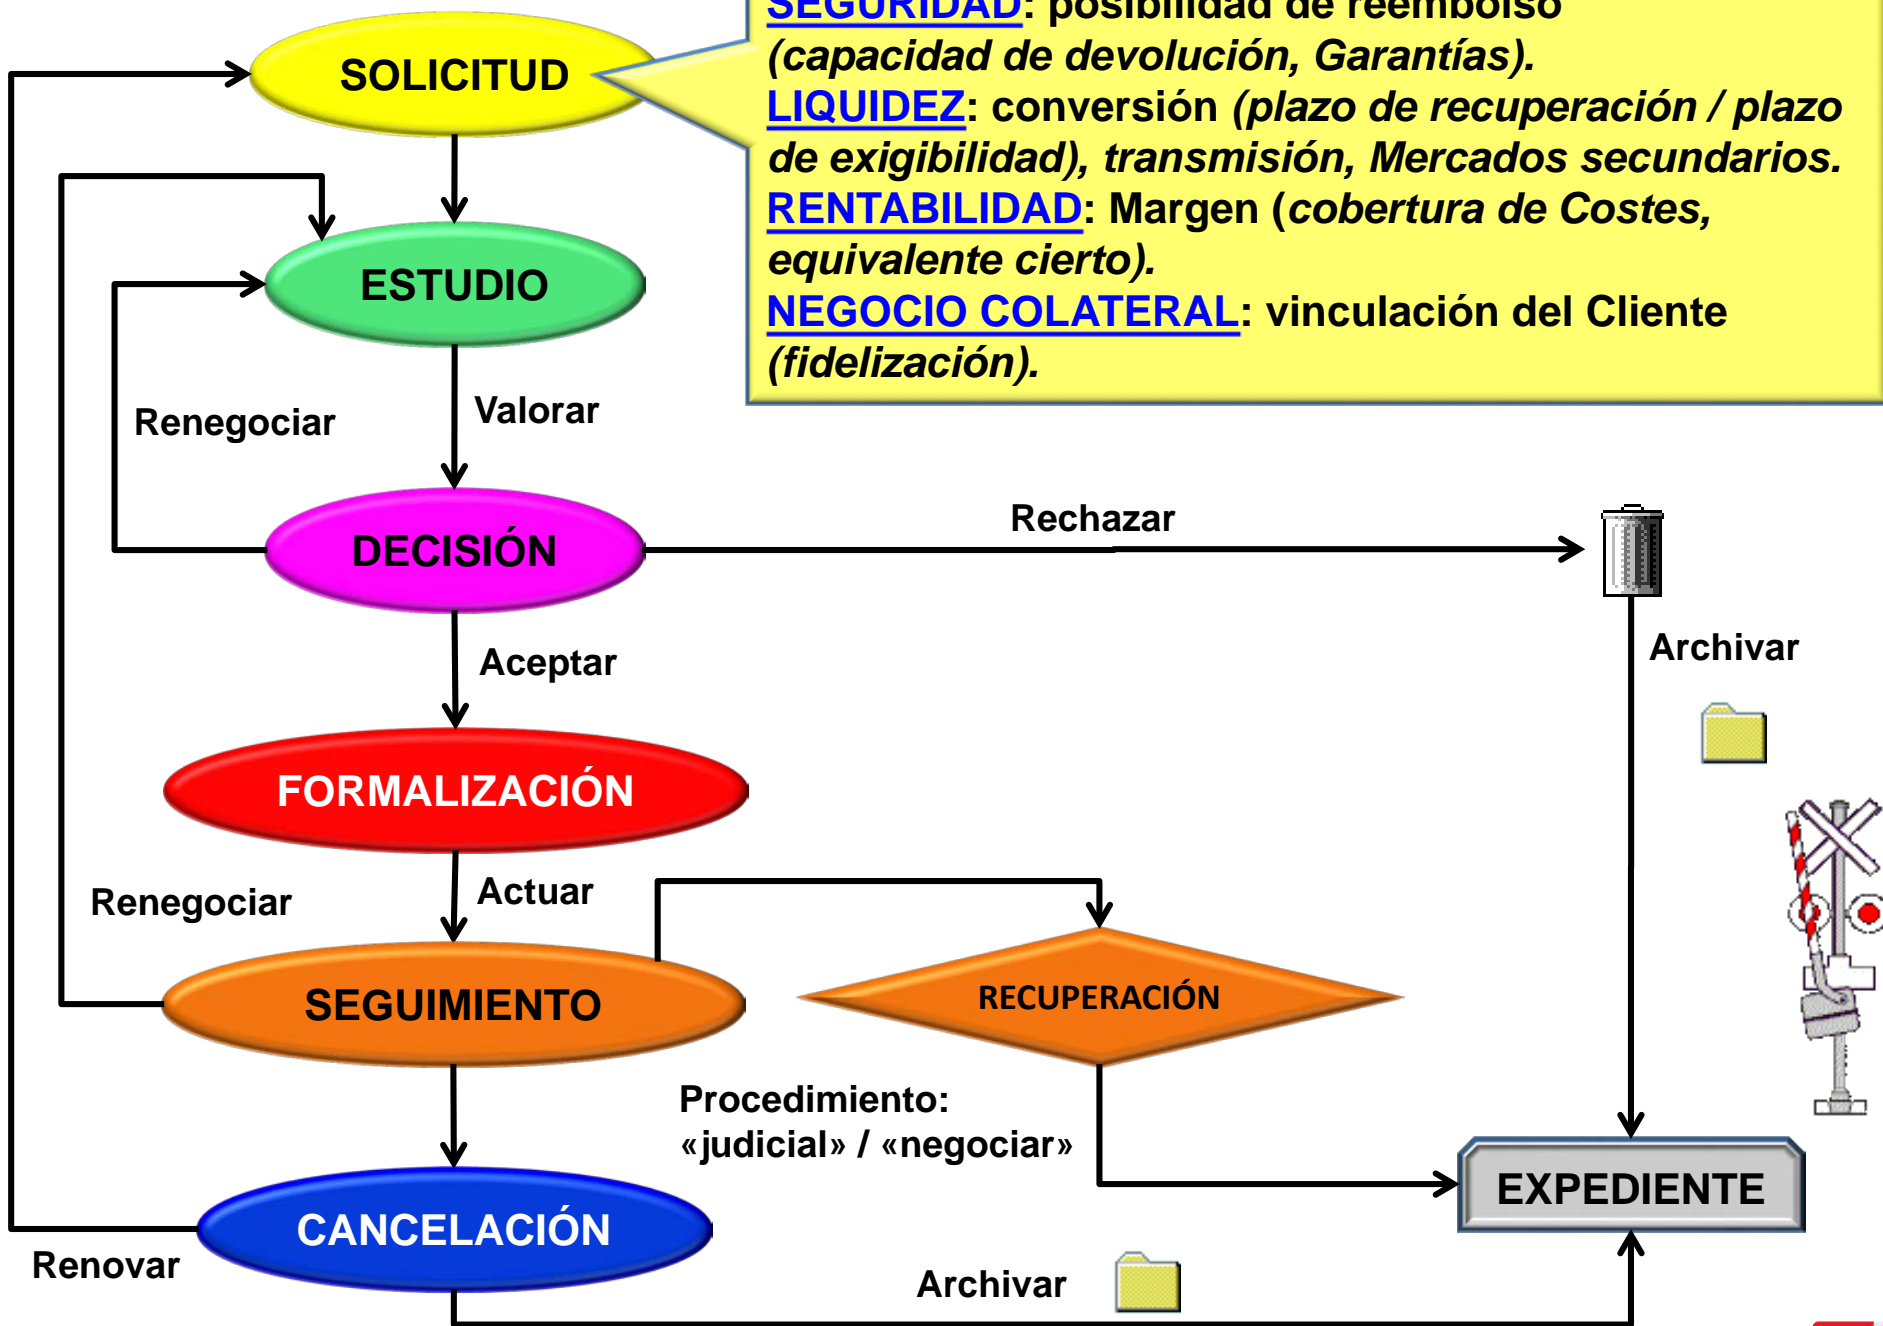 SEGURIDAD: posibilidad de reembolso
(capacidad de devolución, Garantías).
LIQUIDEZ: conversión (plazo de recuperación / plazo
de exigibilidad), transmisión, Mercados secundarios.
RENTABILIDAD: Margen (cobertura de Costes,
equivalente cierto).
NEGOCIO COLATERAL: vinculación del Cliente
(fidelización).
SOLICITUD
ESTUDIO
Renegociar
Valorar
DECISIÓN
Rechazar
Aceptar
Archivar
FORMALIZACIÓN
Renegociar
Actuar
SEGUIMIENTO
RECUPERACIÓN
Procedimiento:
«judicial» / «negociar»
EXPEDIENTE
CANCELACIÓN
Renovar
Archivar